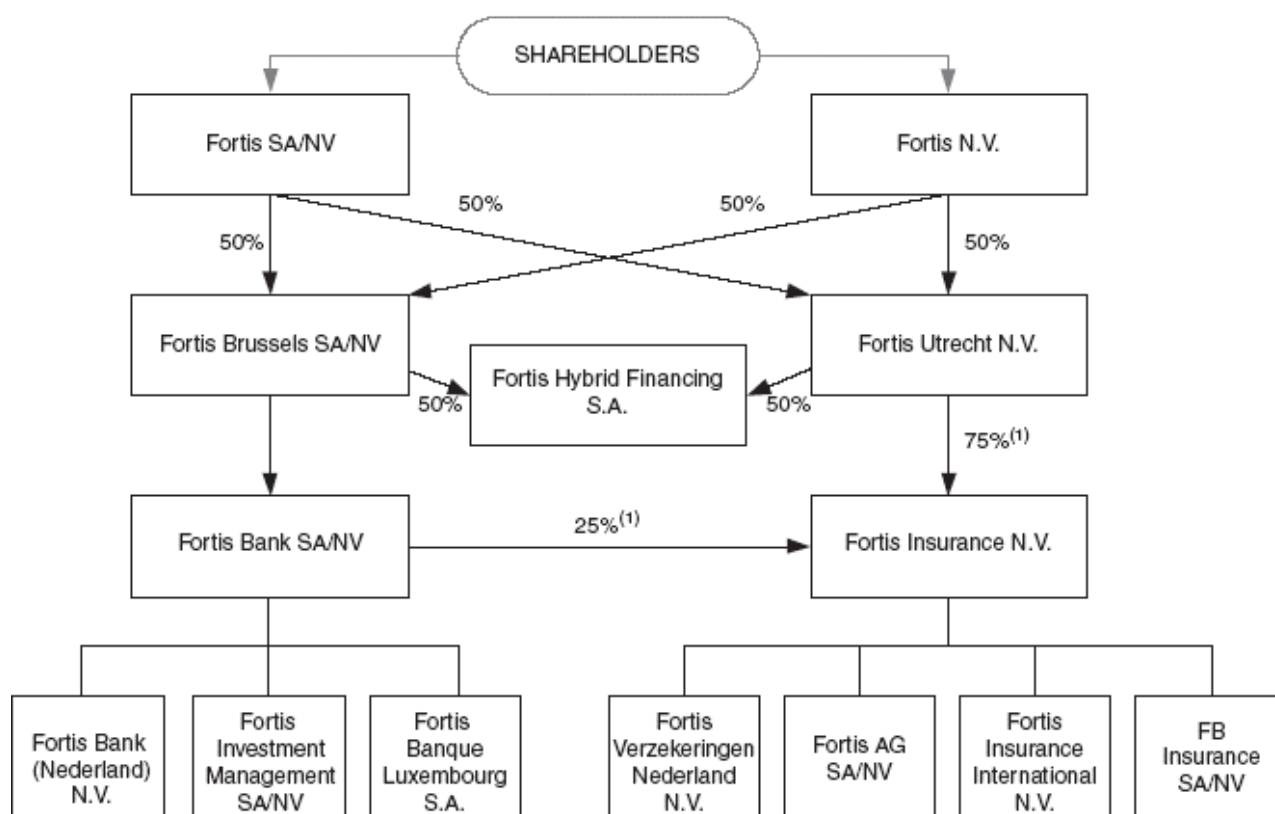 SHAREHOLDERS
Fortis SA/NV
Fortis N.V.
50%
50%
50%
50%
Fortis Brussels SA/NV
Fortis Utrecht N.V.
Fortis Hybrid Financing
S.A.
50%
50%
75%(1)
25%(1)
Fortis Bank SA/NV
Fortis Insurance N.V.
Fortis Bank
(Nederland)
N.V.
Fortis
Investment
Management
SA/NV
Fortis
Banque
Luxembourg
S.A.
Fortis
Verzekeringen
Nederland
N.V.
Fortis AG
SA/NV
Fortis
Insurance
International
N.V.
FB
Insurance
SA/NV